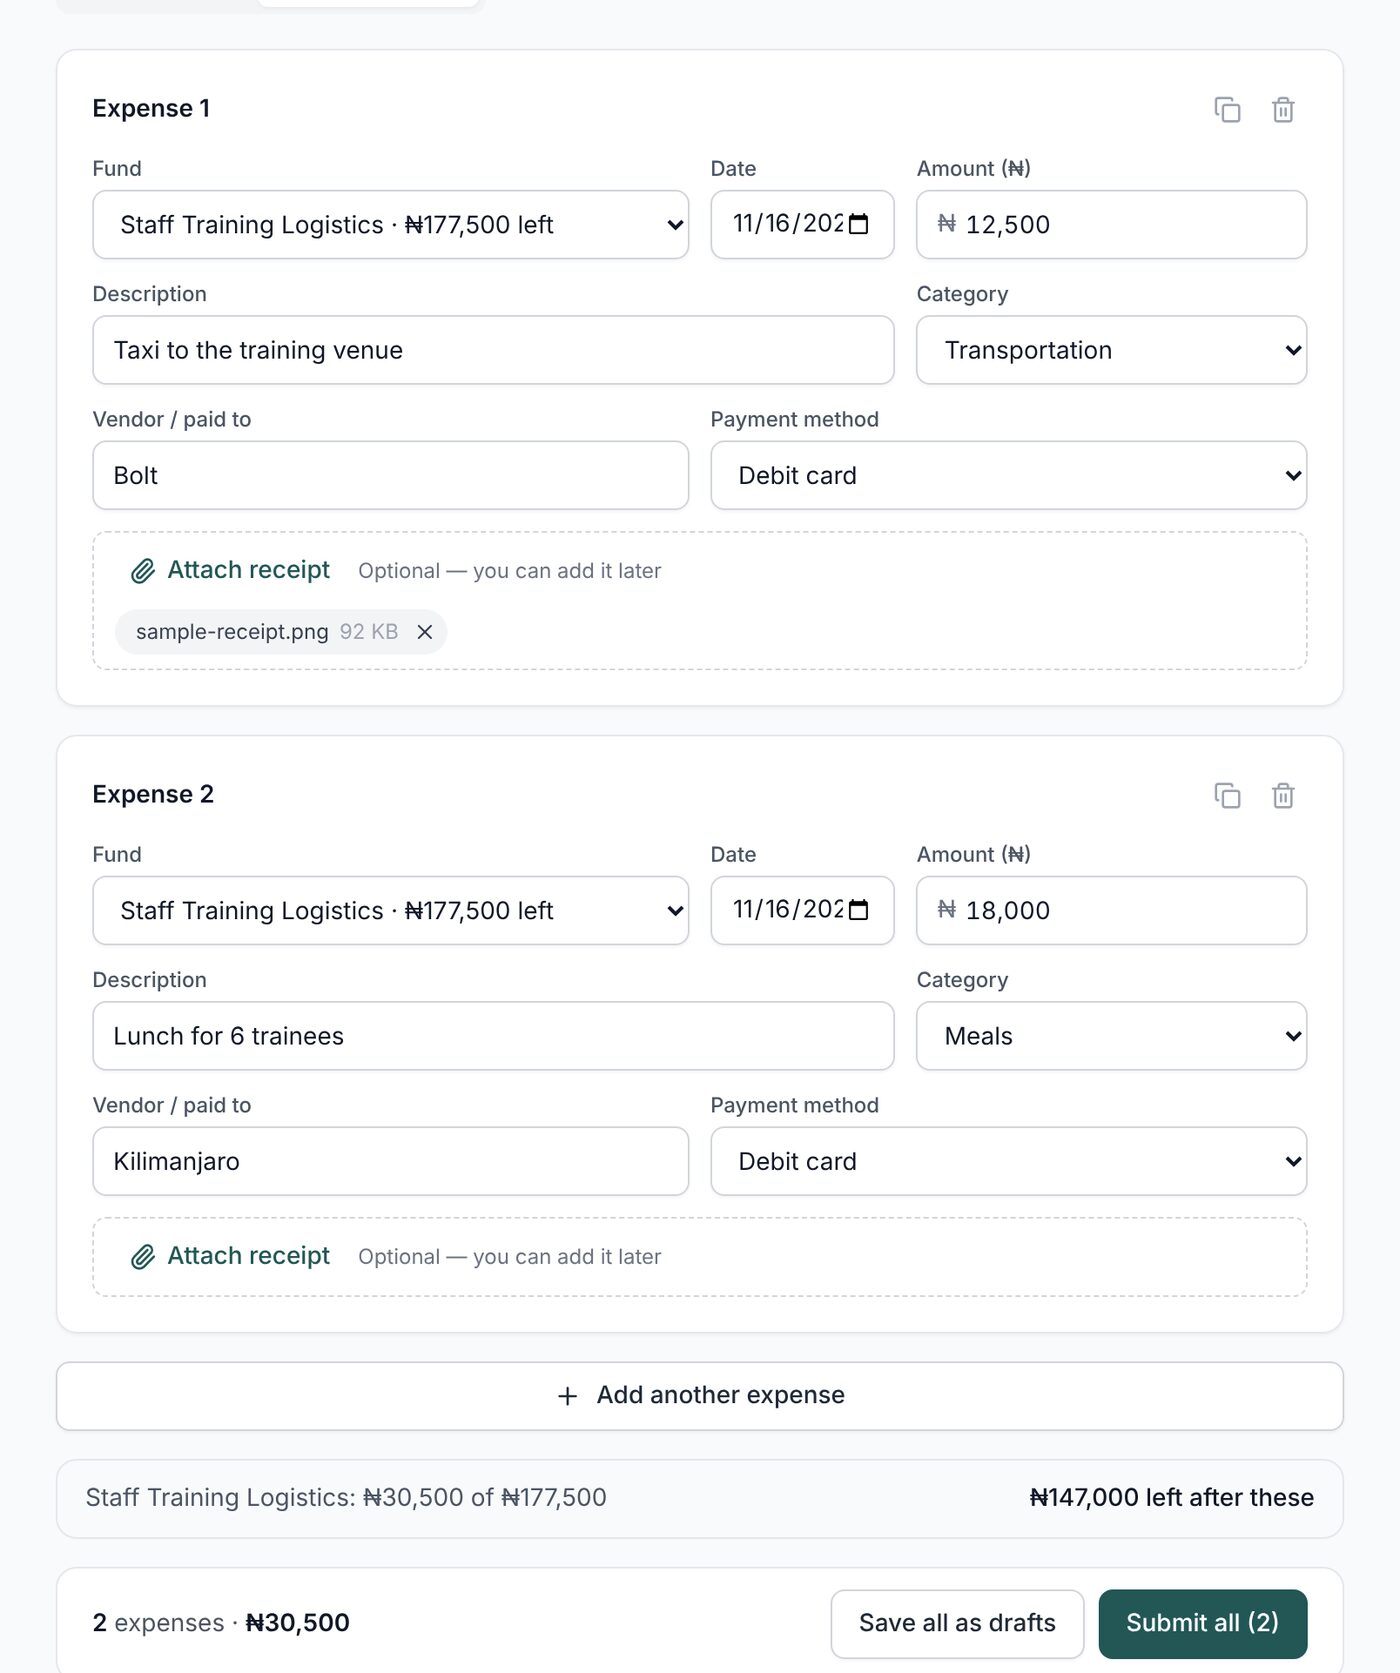 Expense 1
Fund Date Amount (₦)
Staff Training Logistics · ₦177,500 left 11/16/202 ₦ 12,500
Description Category
Taxi to the training venue Transportation
Vendor / paid to Payment method
Bolt Debit card
Attach receipt Optional — you can add it later
sample-receipt.png 92 KB
Expense 2
Fund Date Amount (₦)
Staff Training Logistics · ₦177,500 left 11/16/202 ₦ 18,000
Description Category
Lunch for 6 trainees Meals
Vendor / paid to Payment method
Kilimanjaro Debit card
Attach receipt Optional — you can add it later
Add another expense
Staff Training Logistics: ₦30,500 of ₦177,500 ₦147,000 left after these
2 expenses · ₦30,500 Save all as drafts Submit all (2)